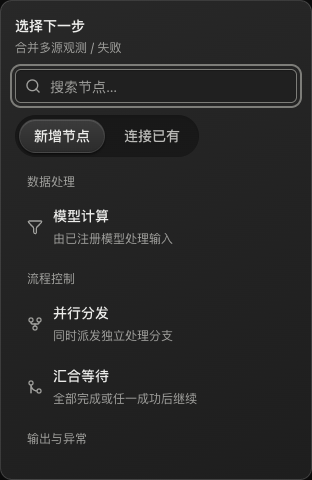 选择下一步
合并多源观测 / 失败
搜索节点...
新增节点 连接已有
数据处理
模型计算
由已注册模型处理输入
流程控制
并行分发
同时派发独立处理分支
汇合等待
全部完成或任一成功后继续
输出与异常